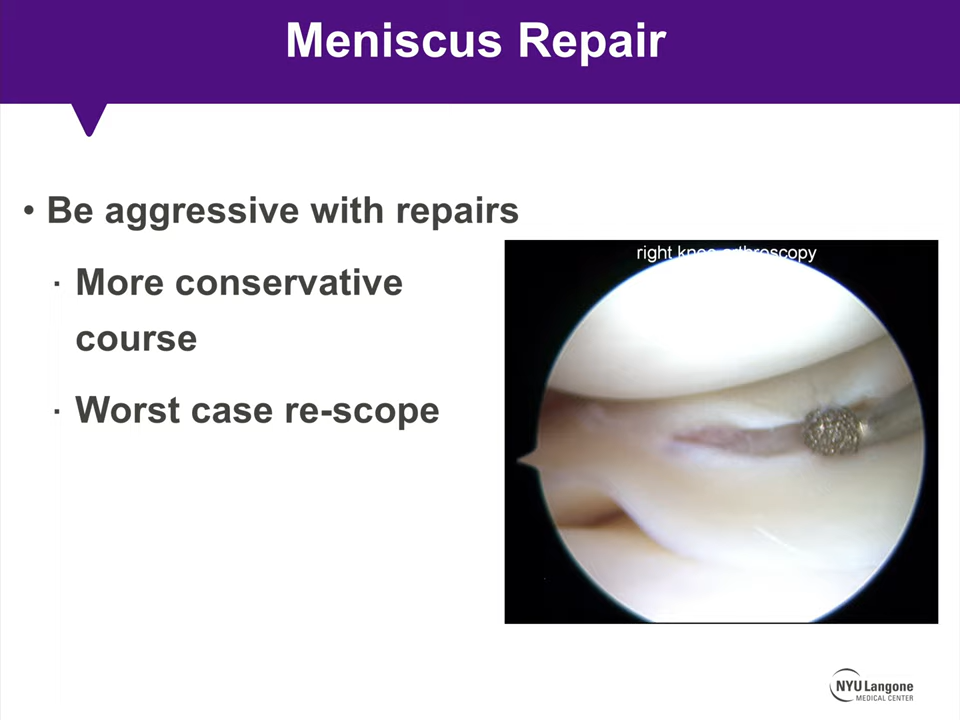 Meniscus Repair
• Be aggressive with repairs
· More conservative
course
· Worst case re-scope
right knee arthroscopy
NYU Langone
MEDICAL CENTER